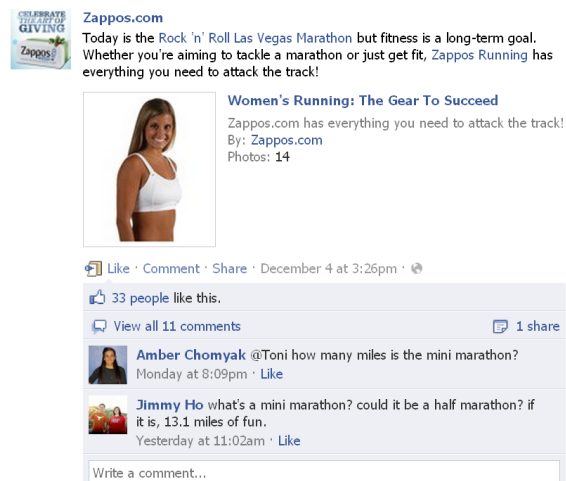 CELEBRATE
THE ART OF
GIVING
Zappos
Zappos.com
Today is the Rock 'n' Roll Las Vegas Marathon but fitness is a long-term goal.
Whether you're aiming to tackle a marathon or just get fit, Zappos Running has
everything you need to attack the track!
Women's Running: The Gear To Succeed
Zappos.com has everything you need to attack the track!
By: Zappos.com
Photos: 14
Like · Comment · Share · December 4 at 3:26pm ·
33 people like this.
View all 11 comments
1 share
Amber Chomyak @Toni how many miles is the mini marathon?
Monday at 8:09pm · Like
Jimmy Ho what's a mini marathon? could it be a half marathon? if
it is, 13.1 miles of fun.
Yesterday at 11:02am · Like
Write a comment...